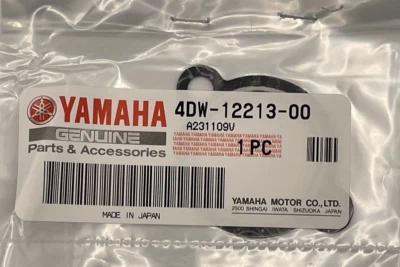 YAMAHA
GENUINE
Parts & Accessories
4DW-12213-00
A231109V
1 PC
MADE IN JAPAN
YAMAHA MOTOR CO.,LTD.
2500 SHINGAI IWATA SHIZUOKA JAPAN